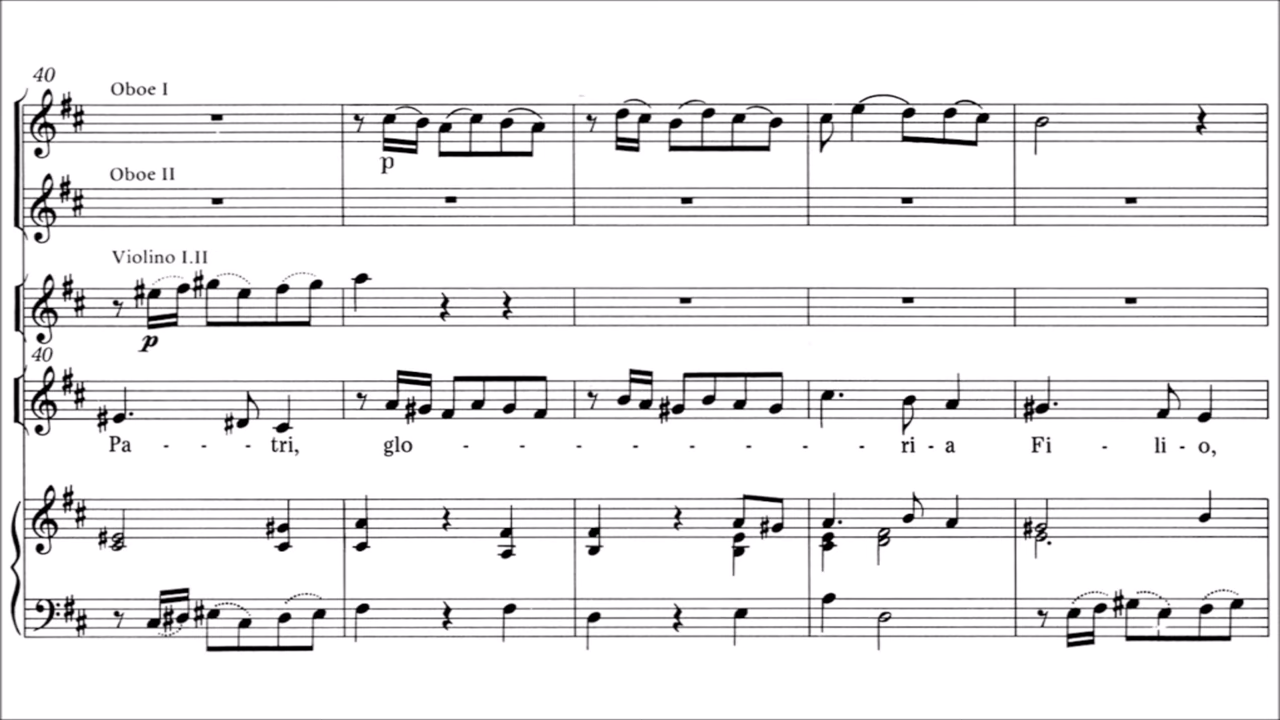 40
Oboe I
p
Oboe II
Violino I.II
p
40
Pa - - - tri, glo - - - - - - - - - ri - a Fi - li - o,